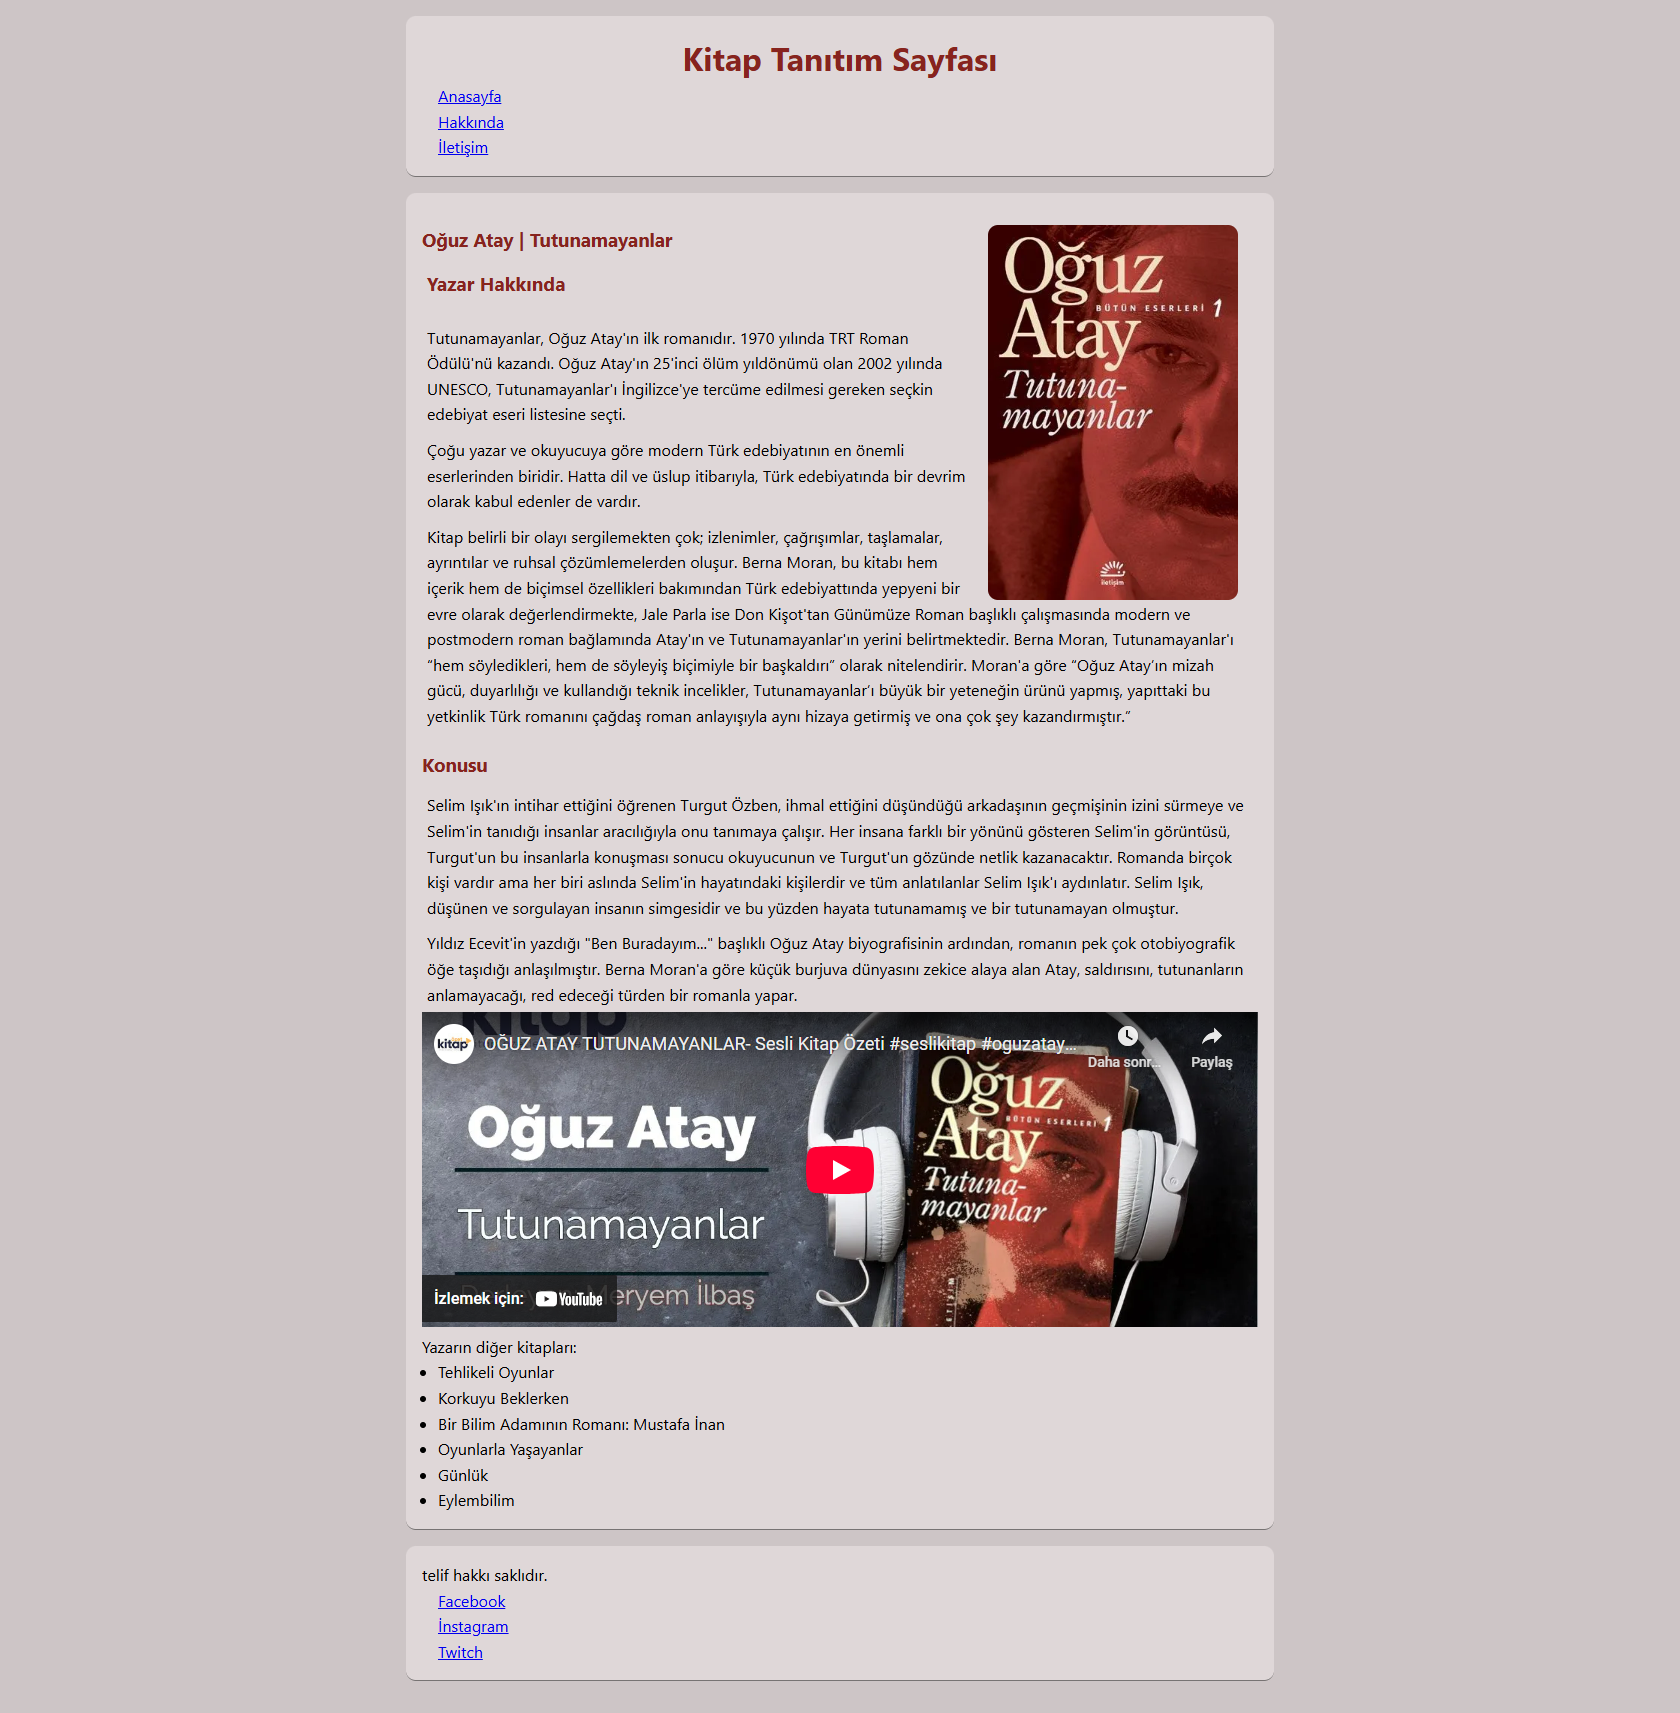 Kitap Tanıtım Sayfası
Anasayfa
Hakkında
İletişim
Oğuz Atay | Tutunamayanlar
Yazar Hakkında
Tutunamayanlar, Oğuz Atay'ın ilk romanıdır. 1970 yılında TRT Roman
Ödülü'nü kazandı. Oğuz Atay'ın 25'inci ölüm yıldönümü olan 2002 yılında
UNESCO, Tutunamayanlar'ı İngilizce'ye tercüme edilmesi gereken seçkin
edebiyat eseri listesine seçti.
Çoğu yazar ve okuyucuya göre modern Türk edebiyatının en önemli
eserlerinden biridir. Hatta dil ve üslup itibarıyla, Türk edebiyatında bir devrim
olarak kabul edenler de vardır.
Kitap belirli bir olayı sergilemekten çok; izlenimler, çağrışımlar, taşlamalar,
ayrıntılar ve ruhsal çözümlemelerden oluşur. Berna Moran, bu kitabı hem
içerik hem de biçimsel özellikleri bakımından Türk edebiyattında yepyeni bir
evre olarak değerlendirmekte, Jale Parla ise Don Kişot'tan Günümüze Roman başlıklı çalışmasında modern ve
postmodern roman bağlamında Atay'ın ve Tutunamayanlar'ın yerini belirtmektedir. Berna Moran, Tutunamayanlar'ı
“hem söyledikleri, hem de söyleyiş biçimiyle bir başkaldırı” olarak nitelendirir. Moran'a göre “Oğuz Atay’ın mizah
gücü, duyarlılığı ve kullandığı teknik incelikler, Tutunamayanlar’ı büyük bir yeteneğin ürünü yapmış, yapıttaki bu
yetkinlik Türk romanını çağdaş roman anlayışıyla aynı hizaya getirmiş ve ona çok şey kazandırmıştır.”
Oğuz
BÜTÜN ESERLERİ 1
Atay
Tutuna-
mayanlar
iletişim
Konusu
Selim Işık'ın intihar ettiğini öğrenen Turgut Özben, ihmal ettiğini düşündüğü arkadaşının geçmişinin izini sürmeye ve
Selim'in tanıdığı insanlar aracılığıyla onu tanımaya çalışır. Her insana farklı bir yönünü gösteren Selim'in görüntüsü,
Turgut'un bu insanlarla konuşması sonucu okuyucunun ve Turgut'un gözünde netlik kazanacaktır. Romanda birçok
kişi vardır ama her biri aslında Selim'in hayatındaki kişilerdir ve tüm anlatılanlar Selim Işık'ı aydınlatır. Selim Işık,
düşünen ve sorgulayan insanın simgesidir ve bu yüzden hayata tutunamamış ve bir tutunamayan olmuştur.
Yıldız Ecevit'in yazdığı "Ben Buradayım..." başlıklı Oğuz Atay biyografisinin ardından, romanın pek çok otobiyografik
öğe taşıdığı anlaşılmıştır. Berna Moran'a göre küçük burjuva dünyasını zekice alaya alan Atay, saldırısını, tutunanların
anlamayacağı, red edeceği türden bir romanla yapar.
kitap
kitap
OĞUZ ATAY TUTUNAMAYANLAR- Sesli Kitap Özeti #seslikitap #oguzatay...
Daha sonr...
Paylaş
Oğuz Atay
Tutunamayanlar
Meryem İlbaş
Oğuz
BÜTÜN ESERLERİ 1
Atay
Tutuna-
mayanlar
İzlemek için: YouTube
Yazarın diğer kitapları:
Tehlikeli Oyunlar
Korkuyu Beklerken
Bir Bilim Adamının Romanı: Mustafa İnan
Oyunlarla Yaşayanlar
Günlük
Eylembilim
telif hakkı saklıdır.
Facebook
İnstagram
Twitch